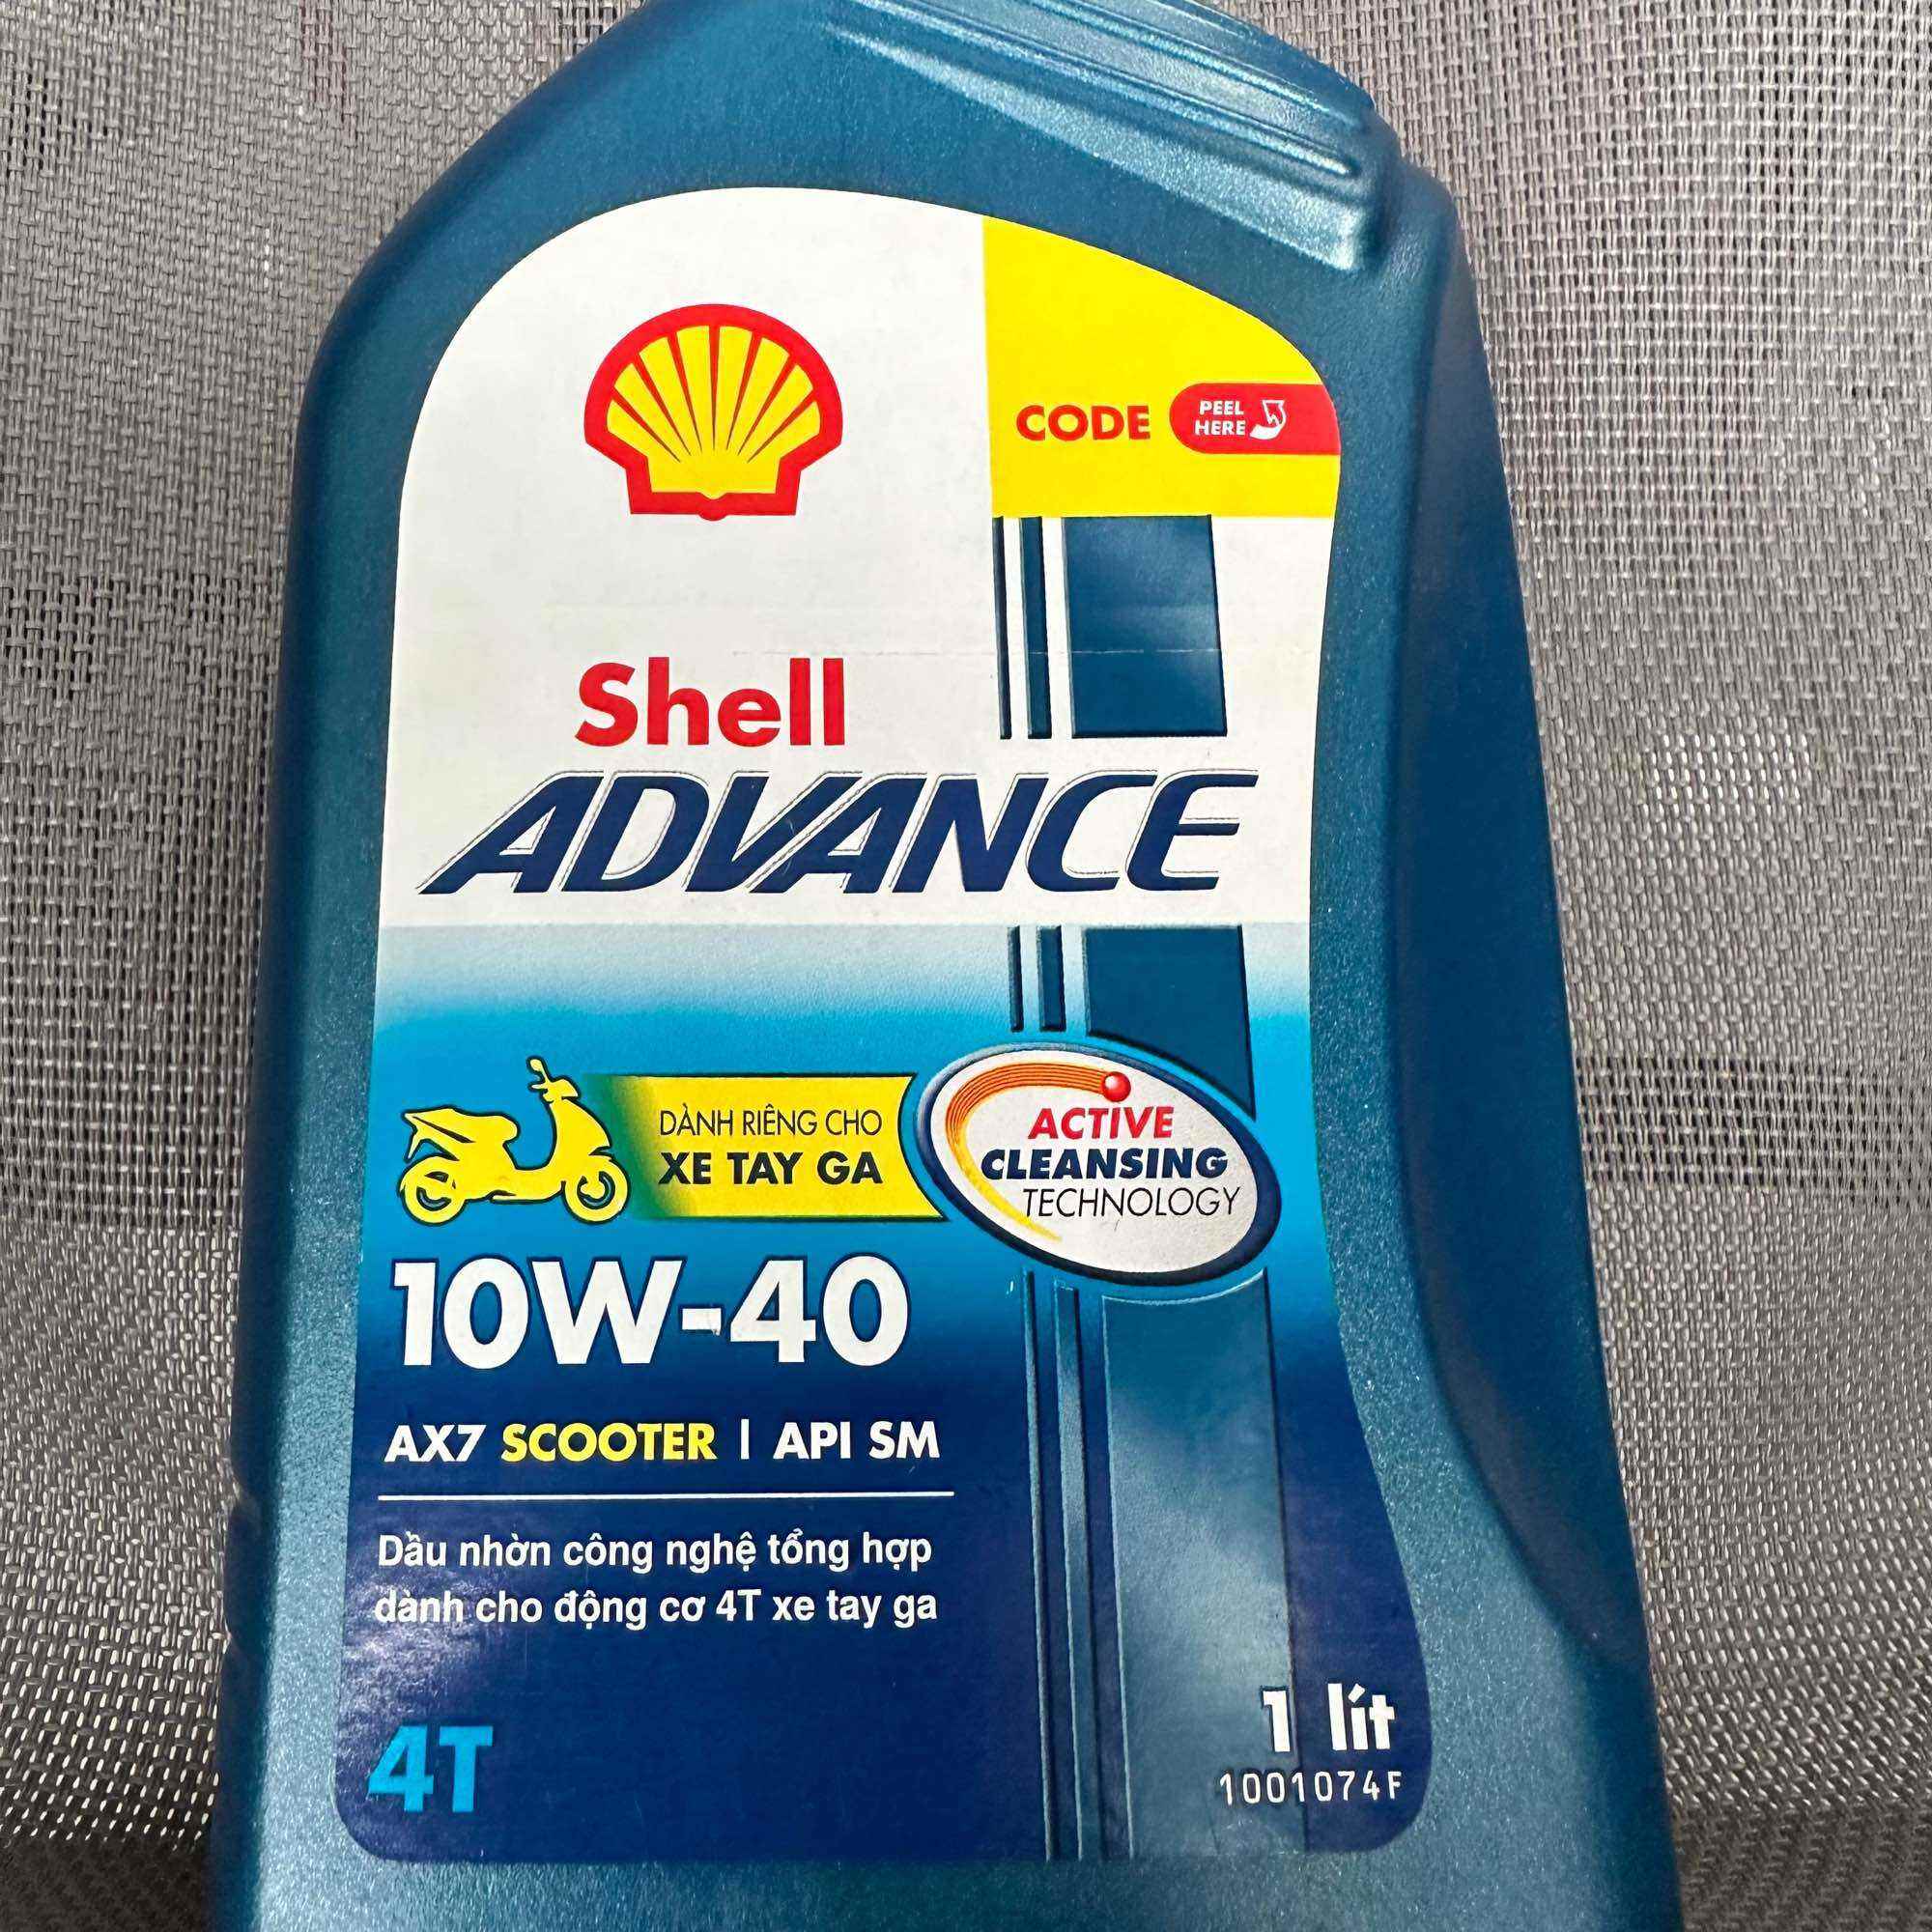 CODE
PEEL
HERE
Shell
ADVANCE
DÀNH RIÊNG CHO
XE TAY GA
ACTIVE
CLEANSING
TECHNOLOGY
10W-40
AX7 SCOOTER | API SM
Dầu nhờn công nghệ tổng hợp
dành cho động cơ 4T xe tay ga
4T
1 lít
1001074F